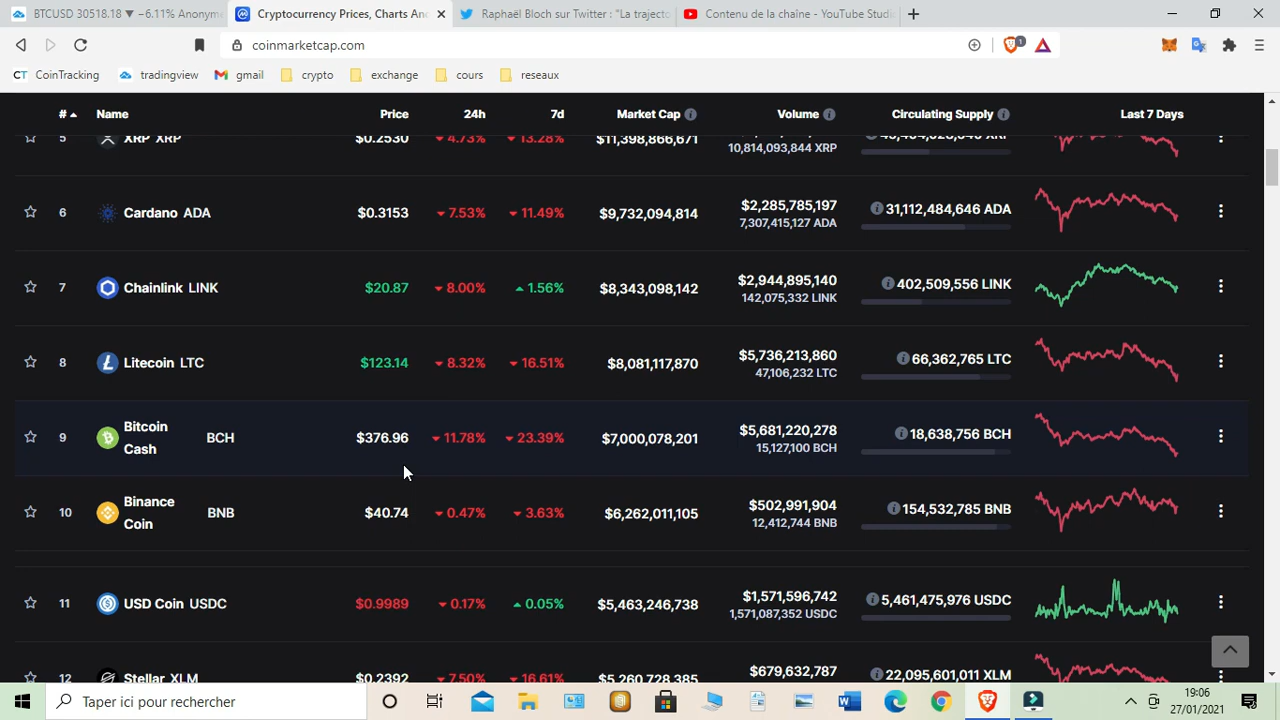 BTCUSD 30518.18 ▼ −6.11% Anonyme
Cryptocurrency Prices, Charts And
Raphaël Bloch sur Twitter : "La trajecto
Contenu de la chaîne - YouTube Studi
coinmarketcap.com
1
CT CoinTracking tradingview gmail crypto exchange cours reseaux
# Name Price 24h 7d Market Cap Volume Circulating Supply Last 7 Days
5 XRP XRP $0.2530 4.73% 13.28% $11,398,866,671
10,814,093,844 XRP
6 Cardano ADA $0.3153 7.53% 11.49% $9,732,094,814 $2,285,785,197 31,112,484,646 ADA
7,307,415,127 ADA
7 Chainlink LINK $20.87 8.00% 1.56% $8,343,098,142 $2,944,895,140 402,509,556 LINK
142,075,332 LINK
8 Litecoin LTC $123.14 8.32% 16.51% $8,081,117,870 $5,736,213,860 66,362,765 LTC
47,106,232 LTC
9 Bitcoin Cash BCH $376.96 11.78% 23.39% $7,000,078,201 $5,681,220,278 18,638,756 BCH
15,127,100 BCH
10 Binance Coin BNB $40.74 0.47% 3.63% $6,262,011,105 $502,991,904 154,532,785 BNB
12,412,744 BNB
11 USD Coin USDC $0.9989 0.17% 0.05% $5,463,246,738 $1,571,596,742 5,461,475,976 USDC
1,571,087,352 USDC
12 Stellar XLM $0.2392 7.50% 16.61% $5,260,728,385 $679,632,787 22,095,601,011 XLM
Taper ici pour rechercher
19:06
27/01/2021